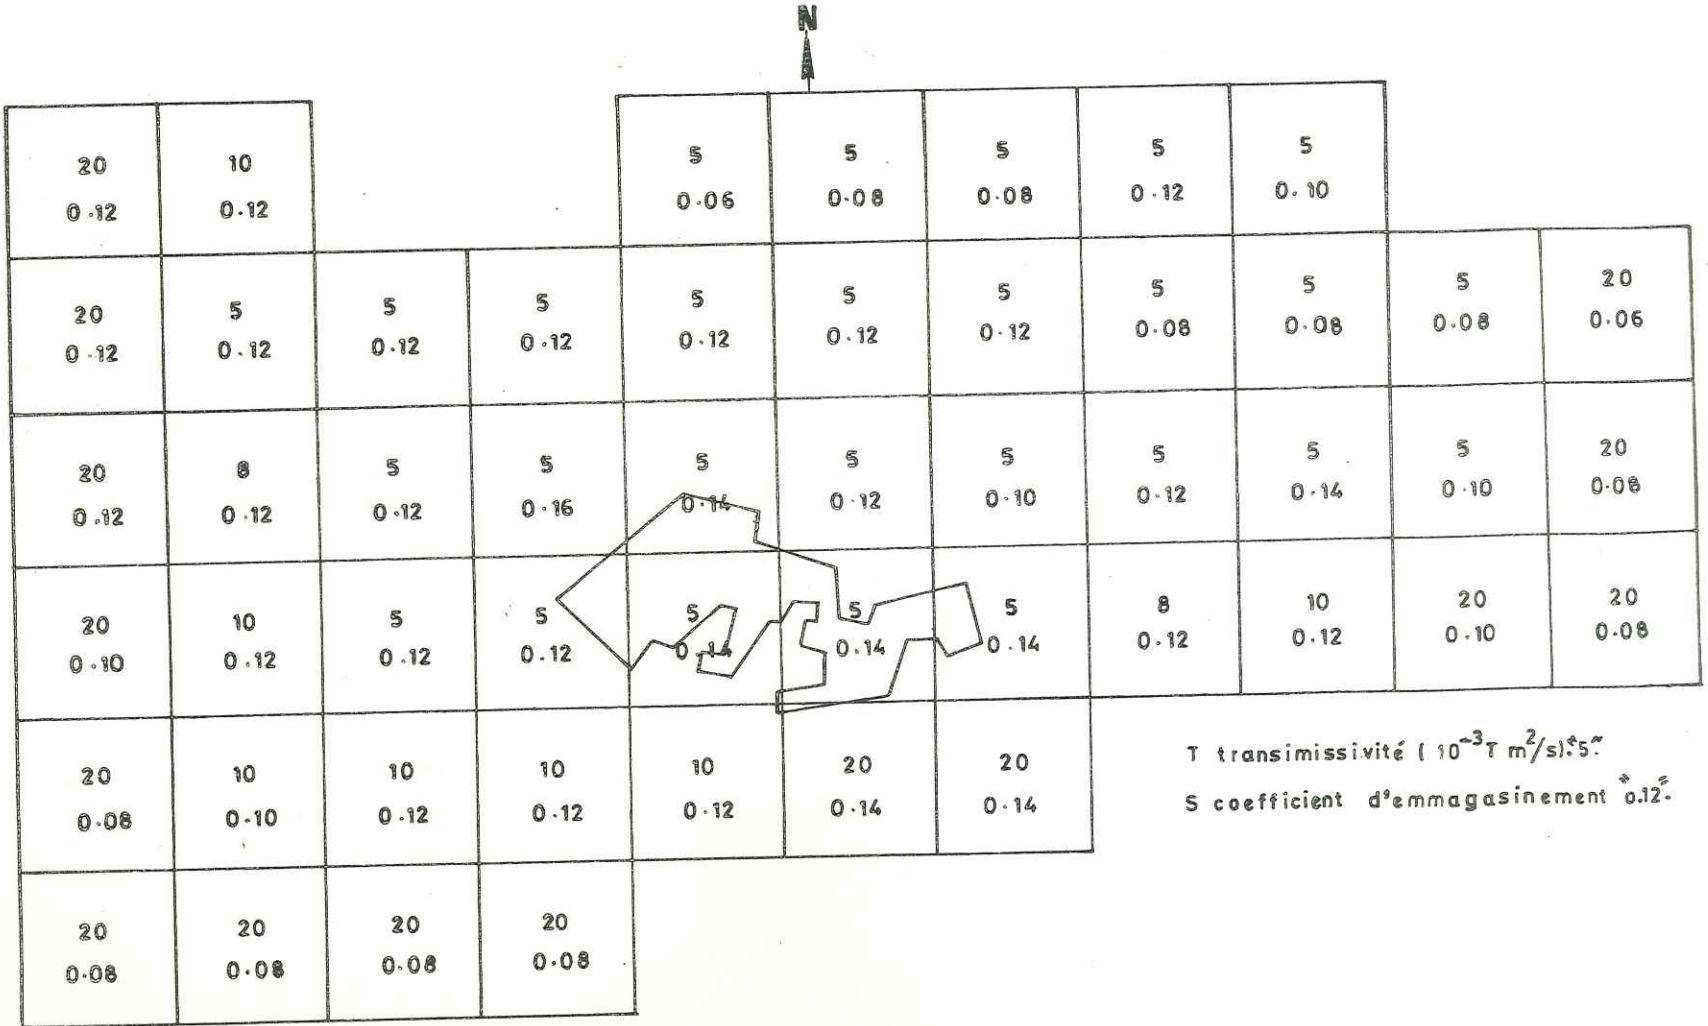 N
20 10 5 5 5 5 5
0.12 0.12 0.06 0.08 0.08 0.12 0.10
20 5 5 5 5 5 5 5 5 5 20
0.12 0.12 0.12 0.12 0.12 0.12 0.12 0.08 0.08 0.08 0.06
20 8 5 5 5 5 5 5 5 5 20
0.12 0.12 0.12 0.16 0.14 0.12 0.10 0.12 0.14 0.10 0.08
20 10 5 5 5 5 5 8 10 20 20
0.10 0.12 0.12 0.12 0.14 0.14 0.14 0.12 0.12 0.10 0.08
20 10 10 10 10 20 20
0.08 0.10 0.12 0.12 0.12 0.14 0.14
T transimissivité ( 10⁻³T m²/s):"5".
S coefficient d'emmagasinement "0.12".
20 20 20 20
0.08 0.08 0.08 0.08